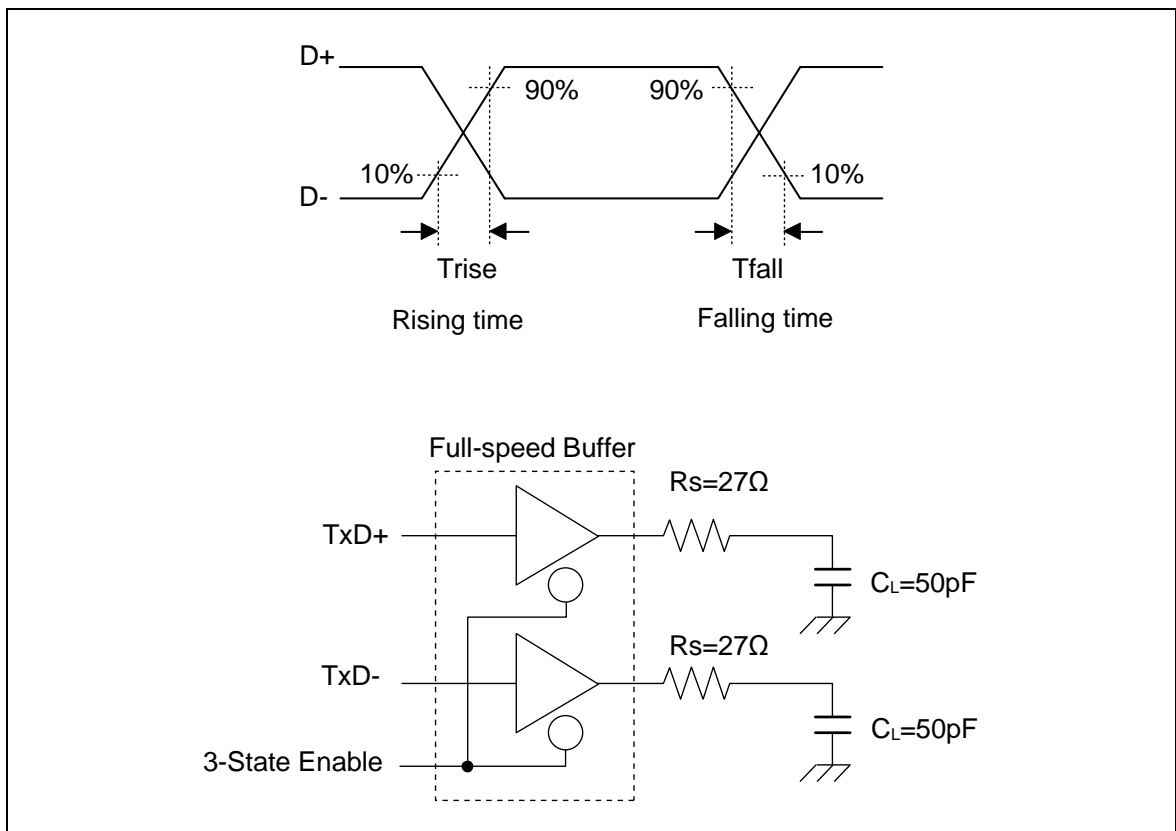 D+
90%
90%
10%
10%
D-
Trise
Tfall
Rising time
Falling time
Full-speed Buffer
Rs=27Ω
TxD+
CL=50pF
Rs=27Ω
TxD-
CL=50pF
3-State Enable